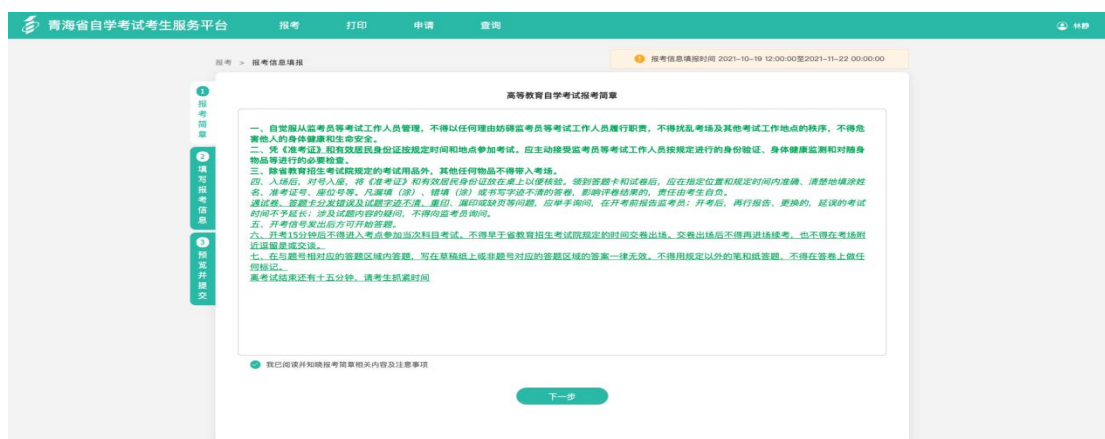 青海省自学考试考生服务平台 报考 打印 申请 查询 林静
报考 > 报考信息填报
报考信息填报时间 2021-10-19 12:00:00至2021-11-22 00:00:00
1 报考简章
2 填写报考信息
3 预览并提交
高等教育自学考试报考简章
一、自觉服从监考员等考试工作人员管理，不得以任何理由妨碍监考员等考试工作人员履行职责，不得扰乱考场及其他考试工作地点的秩序，不得危
害他人的身体健康和生命安全。
二、凭《准考证》和有效居民身份证按规定时间和地点参加考试。应主动接受监考员等考试工作人员按规定进行的身份验证、身体健康监测和对随身
物品等进行的必要检查。
三、除省教育招生考试院规定的考试用品外，其他任何物品不得带入考场。
四、入场后，对号入座，将《准考证》和有效居民身份证放在桌上以便核验。领到答题卡和试卷后，应在指定位置和规定时间内准确、清楚地填涂姓
名、准考证号、座位号等。凡漏填（涂）、错填（涂）或书写字迹不清的答卷，影响评卷结果的，责任由考生自负。
遇试卷、答题卡分发错误及试题字迹不清、重印、漏印或缺页等问题，应举手询问，在开考前报告监考员；开考后，再行报告、更换的，延误的考试
时间不予延长；涉及试题内容的疑问，不得向监考员询问。
五、开考信号发出后方可开始答题。
六、开考15分钟后不得进入考点参加当次科目考试。不得早于省教育招生考试院规定的时间交卷出场。交卷出场后不得再进场续考，也不得在考场附
近逗留是或交谈。
七、在与题号相对应的答题区域内答题，写在草稿纸上或非题号对应的答题区域的答案一律无效。不得用规定以外的笔和纸答题，不得在答卷上做任
何标记。
离考试结束还有十五分钟，请考生抓紧时间
我已阅读并知晓报考简章相关内容及注意事项
下一步